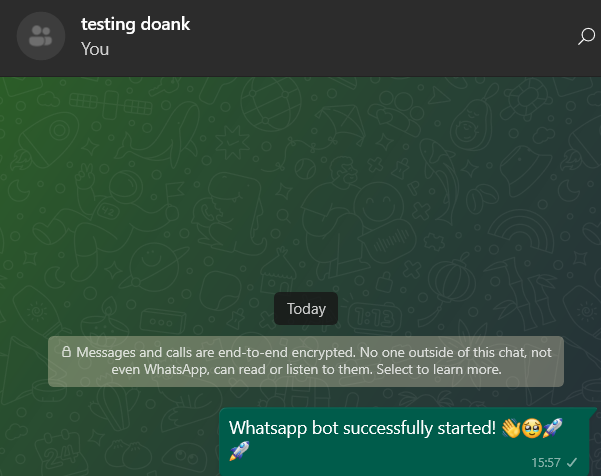 testing doank
You
Today
Messages and calls are end-to-end encrypted. No one outside of this chat, not
even WhatsApp, can read or listen to them. Select to learn more.
Whatsapp bot successfully started! 👋🥹🚀
🚀
15:57